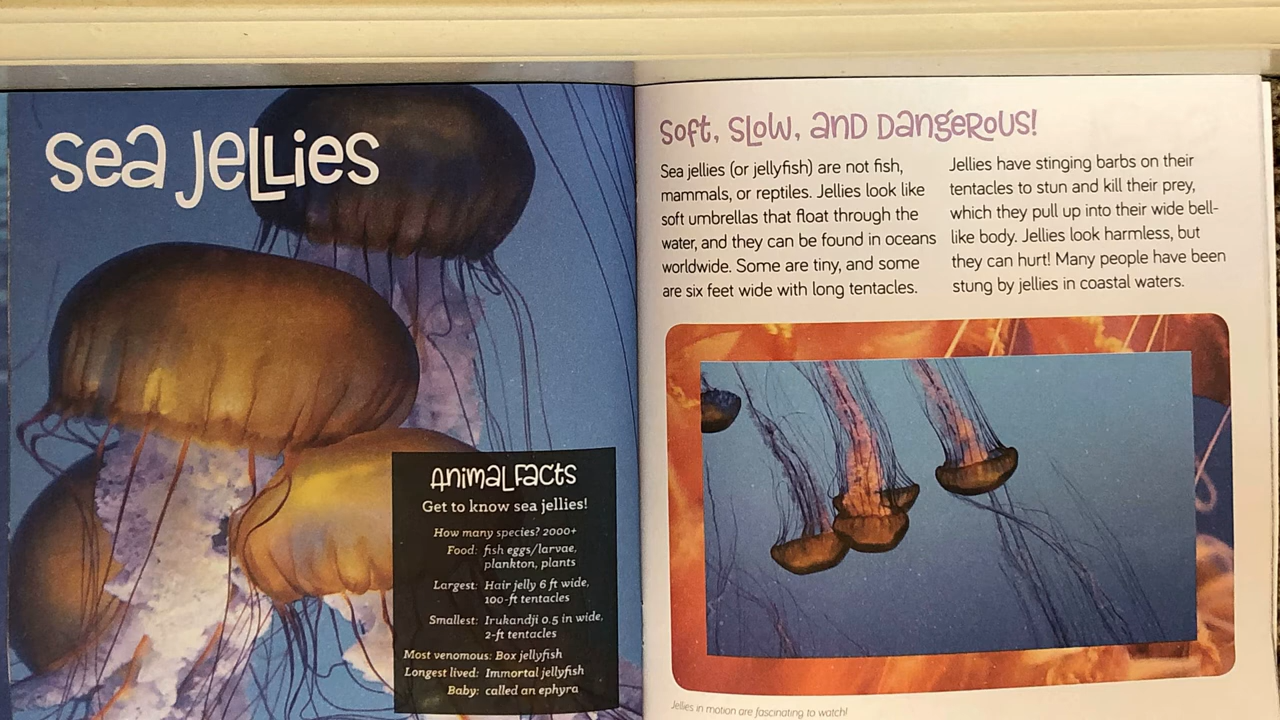 Sea Jellies
Animal Facts
Get to know sea jellies!
How many species? 2000+
Food: fish eggs/larvae,
plankton, plants
Largest: Hair jelly 6 ft wide,
100-ft tentacles
Smallest: Irukandji 0.5 in wide,
2-ft tentacles
Most venomous: Box jellyfish
Longest lived: Immortal jellyfish
Baby: called an ephyra
Soft, Slow, and Dangerous!
Sea jellies (or jellyfish) are not fish,
mammals, or reptiles. Jellies look like
soft umbrellas that float through the
water, and they can be found in oceans
worldwide. Some are tiny, and some
are six feet wide with long tentacles.
Jellies have stinging barbs on their
tentacles to stun and kill their prey,
which they pull up into their wide bell-
like body. Jellies look harmless, but
they can hurt! Many people have been
stung by jellies in coastal waters.
Jellies in motion are fascinating to watch!